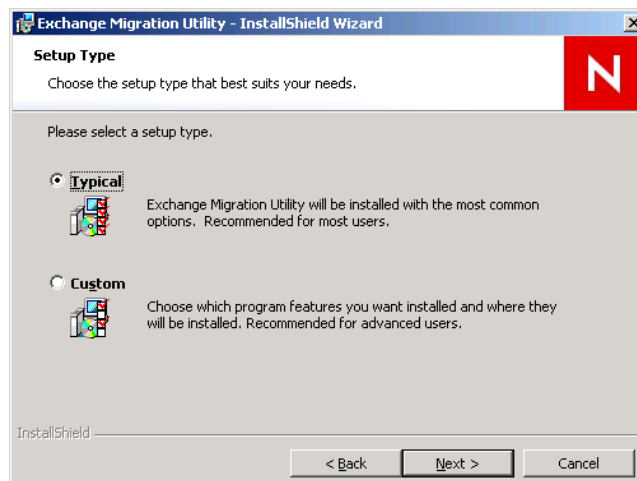 Exchange Migration Utility - InstallShield Wizard
Setup Type
Choose the setup type that best suits your needs.
N
Please select a setup type.
Typical
Exchange Migration Utility will be installed with the most common
options. Recommended for most users.
Custom
Choose which program features you want installed and where they
will be installed. Recommended for advanced users.
InstallShield
< Back Next > Cancel